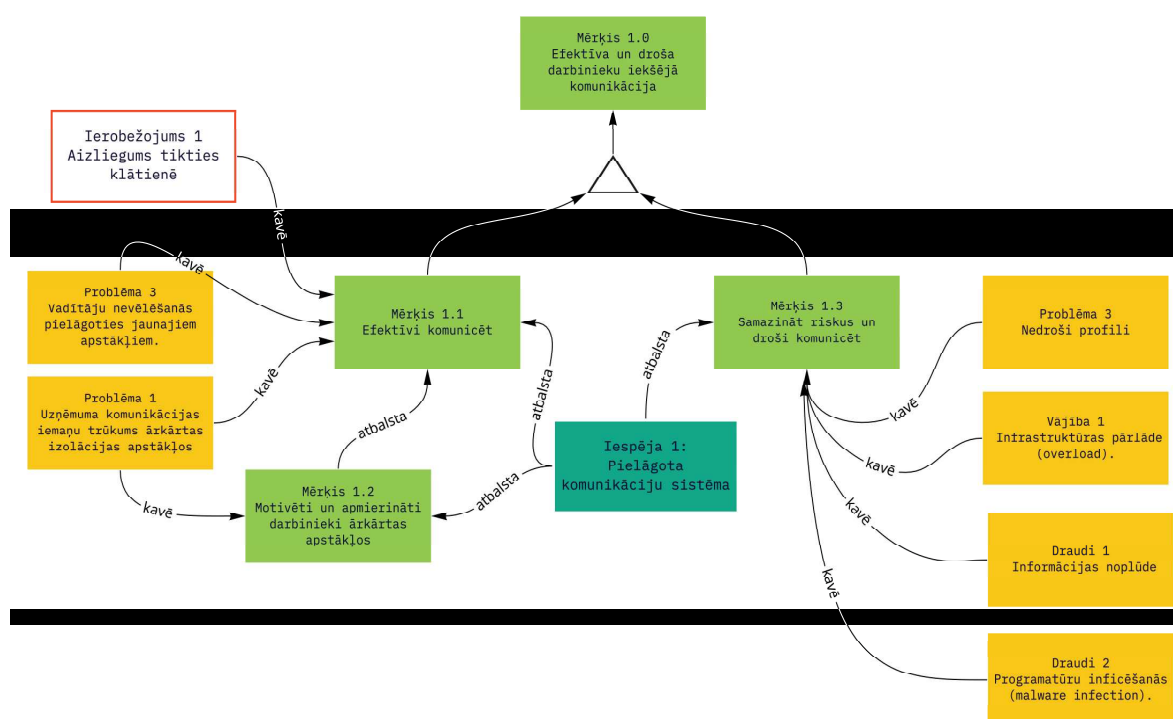 Mērķis 1.0
Efektīva un droša
darbinieku iekšējā
komunikācija
Ierobežojums 1
Aizliegums tikties
klātienē
kavē
kavē
Problēma 3
Vadītāju nevēlēšanās
pielāgoties jaunajiem
apstākļiem.
Mērķis 1.1
Efektīvi komunicēt
Mērķis 1.3
Samazināt riskus un
droši komunicēt
Problēma 3
Nedroši profili
kavē
atbalsta
atbalsta
kavē
Problēma 1
Uzņēmuma komunikācijas
iemaņu trūkums ārkārtas
izolācijas apstākļos
atbalsta
Iespēja 1:
Pielāgota
komunikāciju sistēma
Vājība 1
Infrastruktūras pārlāde
(overload).
kavē
kavē
Mērķis 1.2
Motivēti un apmierināti
darbinieki ārkārtas
apstākļos
atbalsta
kavē
Draudi 1
Informācijas noplūde
kavē
Draudi 2
Programatūru inficēšanās
(malware infection).